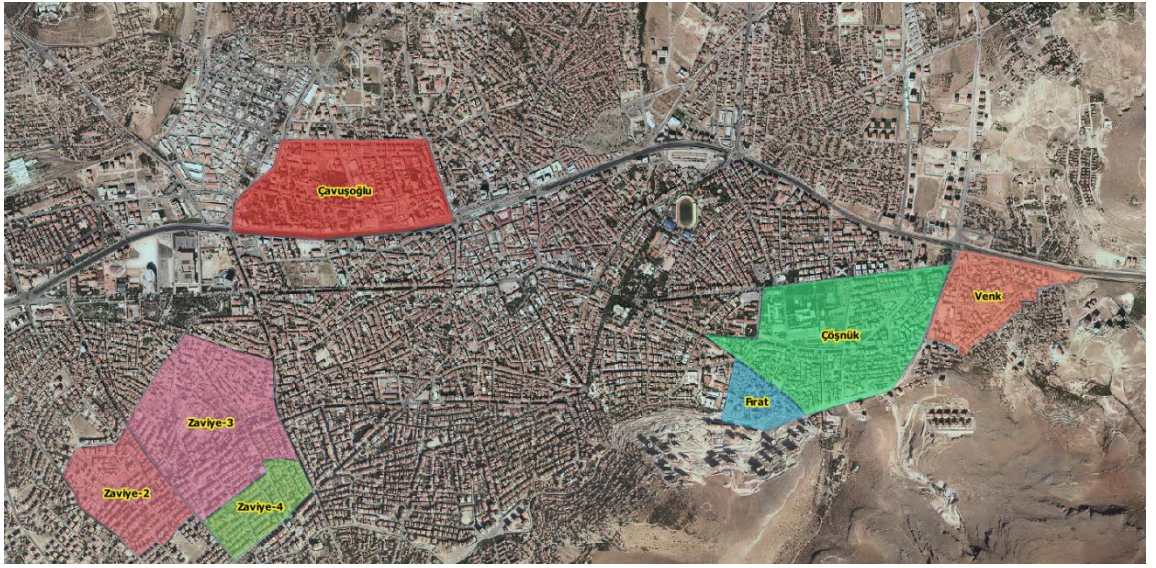 Çavuşoğlu
Venk
Çöşnük
Fırat
Zaviye-3
Zaviye-2
Zaviye-4